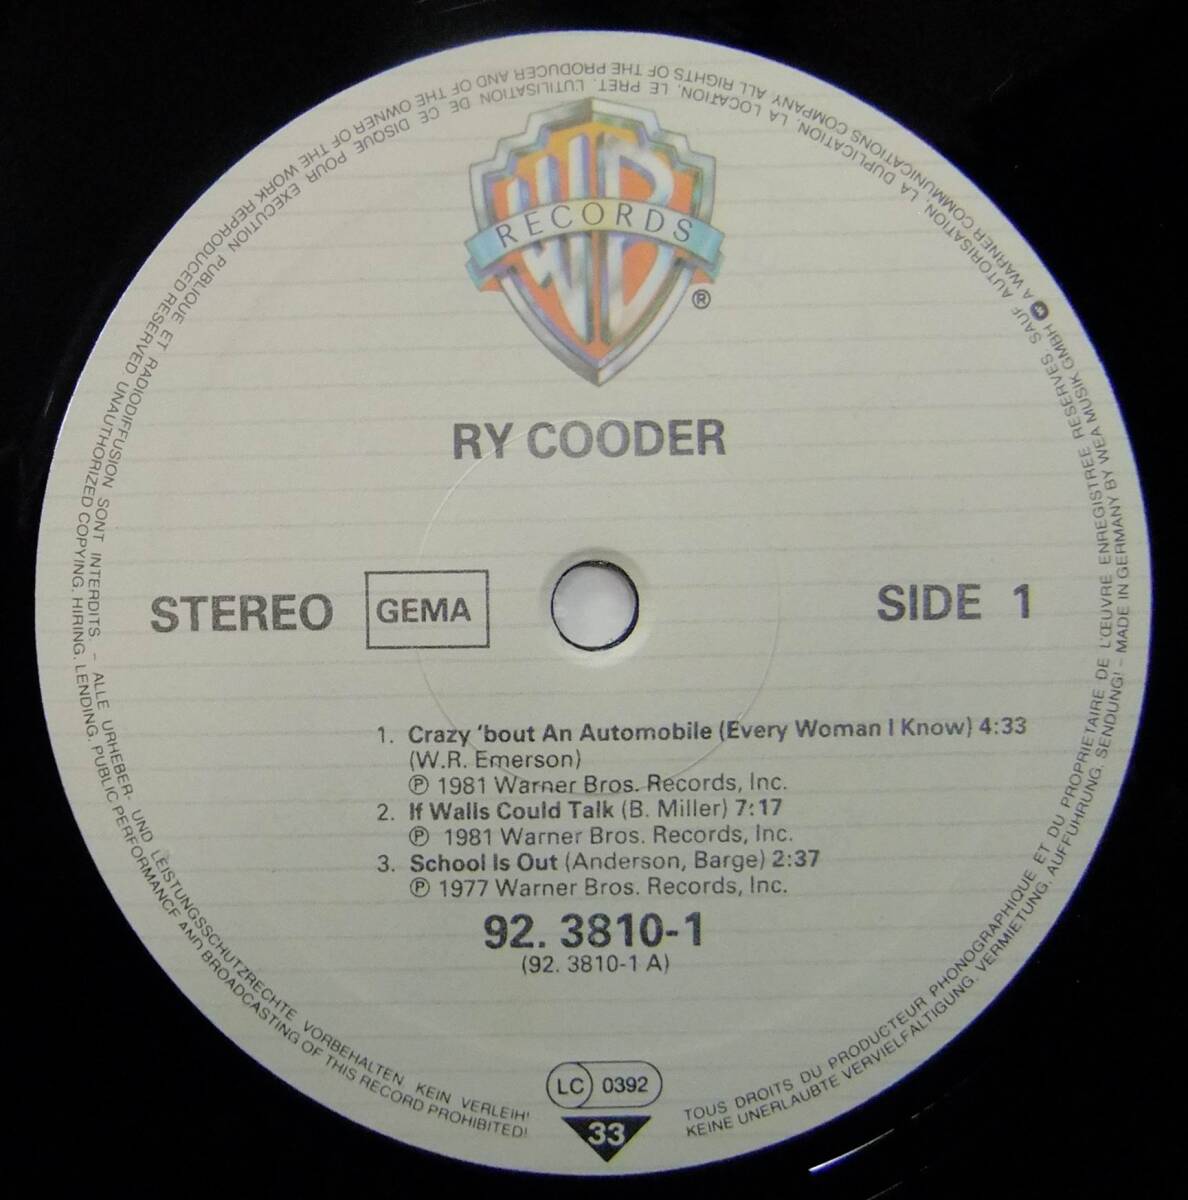 WB
RECORDS
®
RY COODER
STEREO GEMA SIDE 1
1. Crazy 'bout An Automobile (Every Woman I Know) 4:33
(W.R. Emerson)
℗ 1981 Warner Bros. Records, Inc.
2. If Walls Could Talk (B. Miller) 7:17
℗ 1981 Warner Bros. Records, Inc.
3. School Is Out (Anderson, Barge) 2:37
℗ 1977 Warner Bros. Records, Inc.
92. 3810-1
(92. 3810-1 A)
LC 0392
33
TOUS DROITS DU PRODUCTEUR PHONOGRAPHIQUE ET DU PROPRIETAIRE DE L'ŒUVRE ENREGISTREE RESERVES SAUF AUTORISATION, LA DUPLICATION, LA LOCATION, LE PRET, L'UTILISATION DE CE DISQUE POUR EXECUTION PUBLIQUE ET RADIODIFFUSION SONT INTERDITS. – ALLE URHEBER- UND LEISTUNGSSCHUTZRECHTE VORBEHALTEN KEIN VERLEIH!
KEINE UNERLAUBTE VERVIELFÄLTIGUNG, VERMIETUNG, AUFFÜHRUNG, SENDUNG! – MADE IN GERMANY BY WEA MUSIK GMBH A WARNER COMMUNICATIONS COMPANY ALL RIGHTS OF THE PRODUCER AND OF THE OWNER OF THE WORK REPRODUCED RESERVED UNAUTHORIZED COPYING, HIRING, LENDING, PUBLIC PERFORMANCE AND BROADCASTING OF THIS RECORD PROHIBITED!